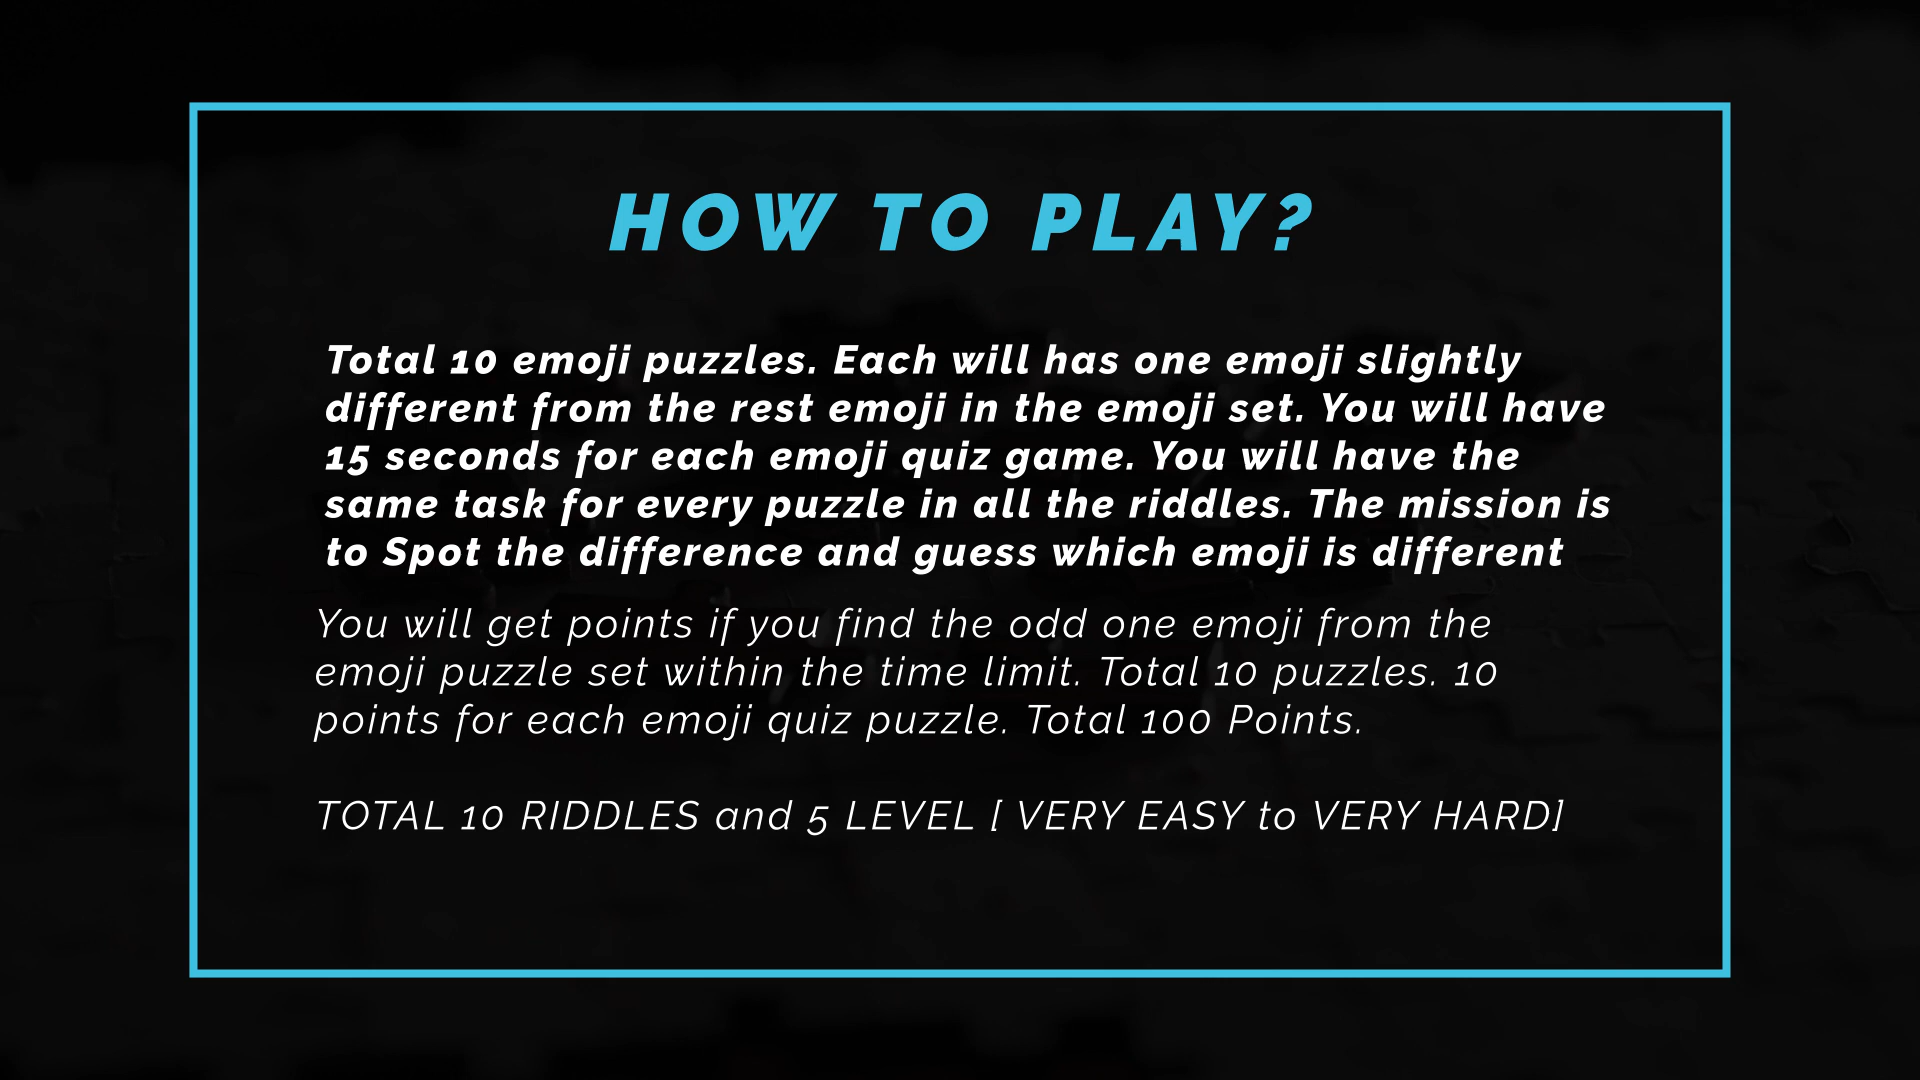 HOW TO PLAY?
Total 10 emoji puzzles. Each will has one emoji slightly
different from the rest emoji in the emoji set. You will have
15 seconds for each emoji quiz game. You will have the
same task for every puzzle in all the riddles. The mission is
to Spot the difference and guess which emoji is different
You will get points if you find the odd one emoji from the
emoji puzzle set within the time limit. Total 10 puzzles. 10
points for each emoji quiz puzzle. Total 100 Points.
TOTAL 10 RIDDLES and 5 LEVEL [ VERY EASY to VERY HARD]